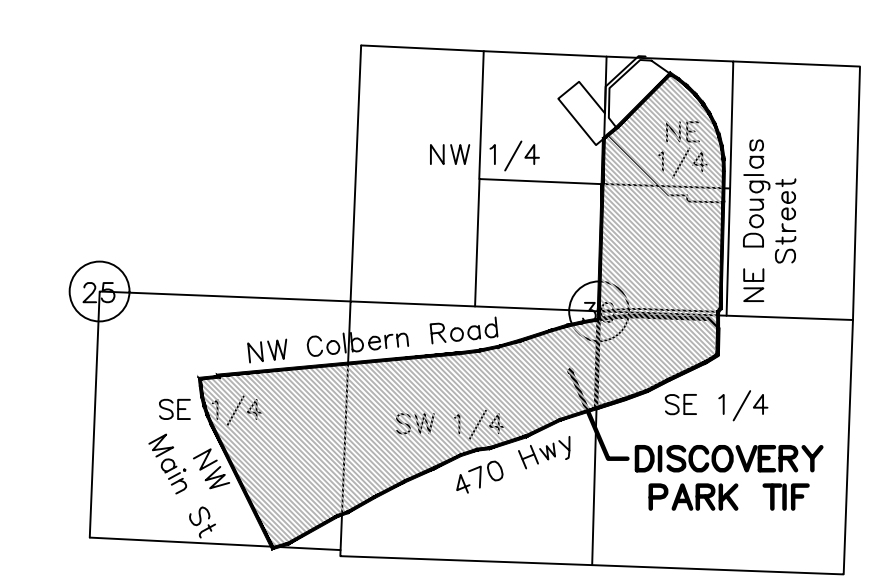 NW 1/4
NE
1/4
NE Douglas
Street
25
NW Colbern Road
SE 1/4
SW 1/4
SE 1/4
NW
Main St
470 Hwy
DISCOVERY
PARK TIF